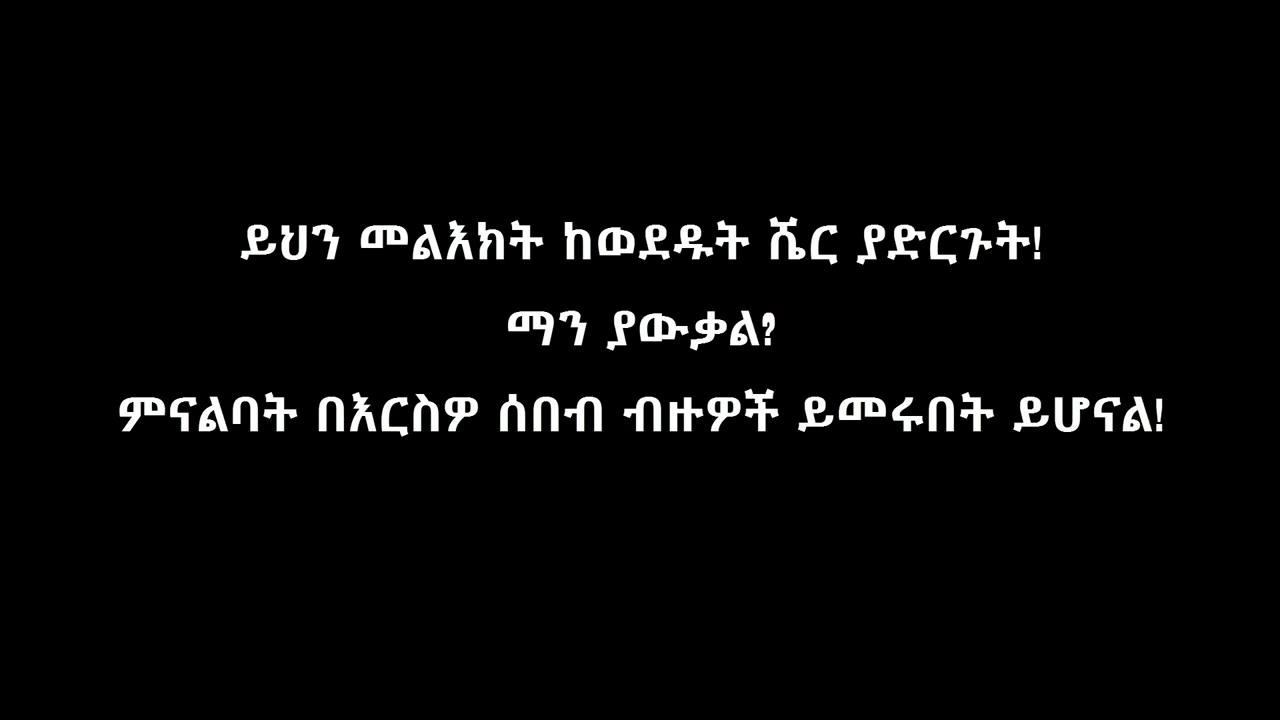 ይህን መልእክት ከወደዱት ሼር ያድርጉት!
ማን ያውቃል?
ምናልባት በእርስዎ ሰበብ ብዙዎች ይመሩበት ይሆናል!